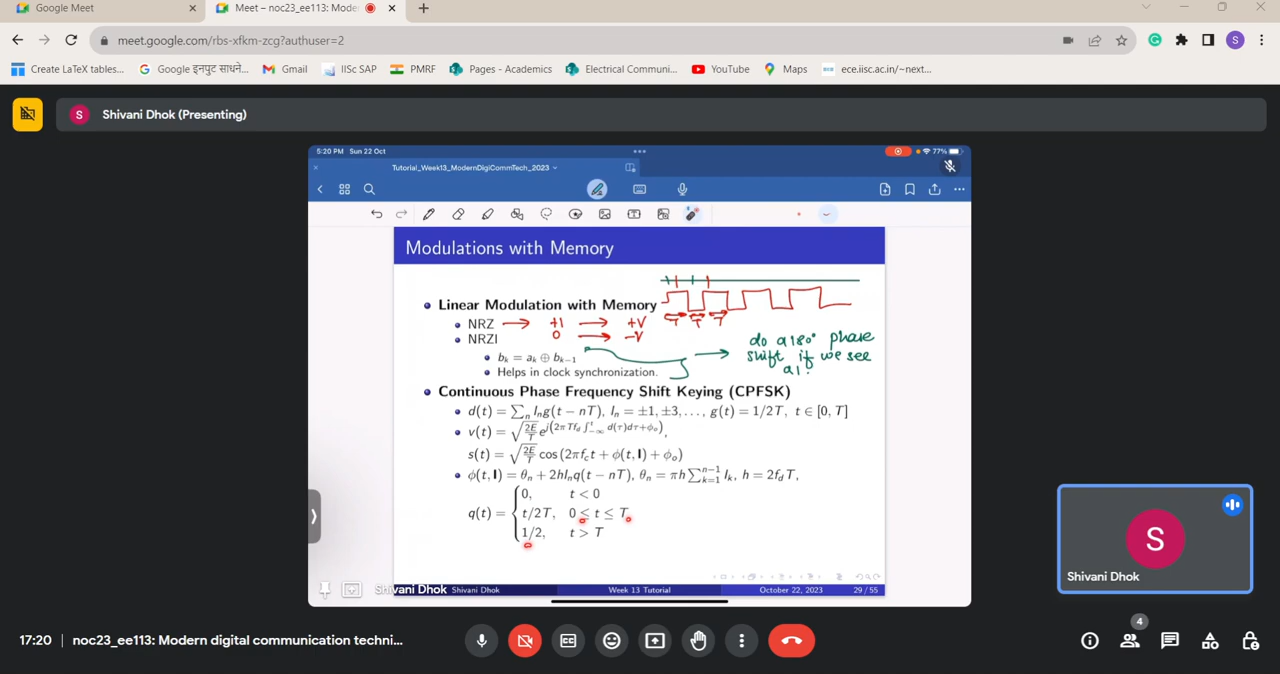 Google Meet
Meet – noc23_ee113: Mode
meet.google.com/rbs-xfkm-zcg?authuser=2
S
Create LaTeX tables...
Google इनपुट साधने...
Gmail
IISc SAP
PMRF
Pages - Academics
Electrical Communi...
YouTube
Maps
ece.iisc.ac.in/~next...
S
Shivani Dhok (Presenting)
5:20 PM Sun 22 Oct
77%
Tutorial_Week13_ModernDigiCommTech_2023
Modulations with Memory
• Linear Modulation with Memory
T T T
• NRZ → +1 → +V
0 → -V
• NRZI
• b_k = a_k ⊕ b_{k−1}
• Helps in clock synchronization.
→ do a 180° phase
shift if we see
a 1.
• Continuous Phase Frequency Shift Keying (CPFSK)
• d(t) = ∑_n I_n g(t − nT), I_n = ±1, ±3, . . . , g(t) = 1/2T, t ∈ [0, T]
• v(t) = √(2E/T) e^{j(2πTf_d ∫_{−∞}^{t} d(τ)dτ+φ_o)},
s(t) = √(2E/T) cos (2πf_c t + φ(t, I) + φ_o)
• φ(t, I) = θ_n + 2hI_n q(t − nT), θ_n = πh ∑_{k=1}^{n−1} I_k, h = 2f_d T,
q(t) = { 0, t < 0
t/2T, 0 ≤ t ≤ T
1/2, t > T
Shivani Dhok
Shivani Dhok
Week 13 Tutorial
October 22, 2023
29 / 55
S
Shivani Dhok
17:20 | noc23_ee113: Modern digital communication techni...
4